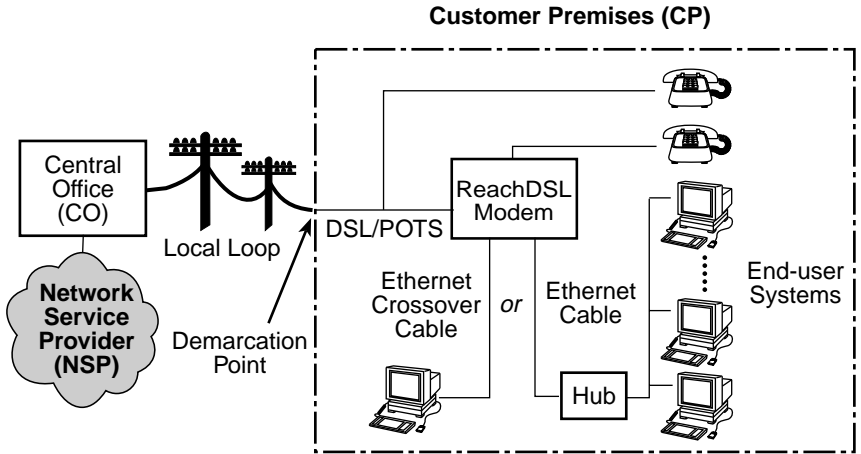 Customer Premises (CP)
Central
Office
(CO)
ReachDSL
Modem
DSL/POTS
Local Loop
Network
Service
Provider
(NSP)
Demarcation
Point
Ethernet
Crossover
Cable
or
Ethernet
Cable
End-user
Systems
Hub